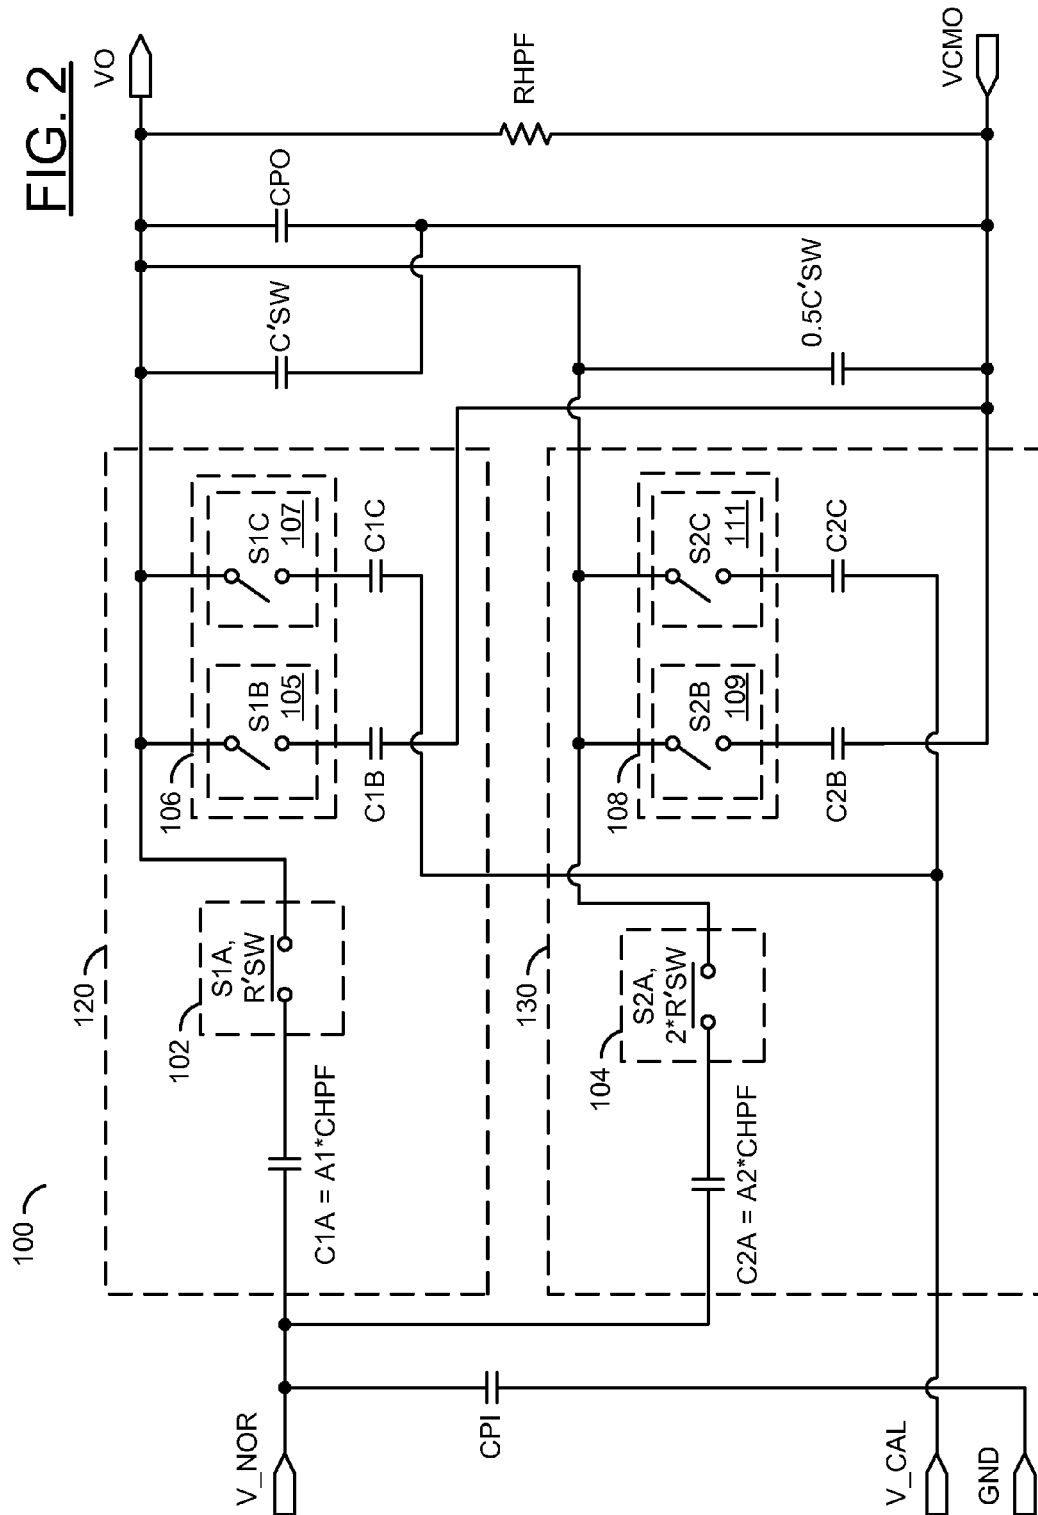 FIG. 2
100
120
VO
102
S1A,
R'SW
C1A = A1*CHPF
106
S1B
105
S1C
107
C1B
C1C
C'SW
CPO
RHPF
V_NOR
CPI
130
104
S2A,
2*R'SW
C2A = A2*CHPF
108
S2B
109
S2C
111
C2B
C2C
0.5C'SW
V_CAL
GND
VCMO